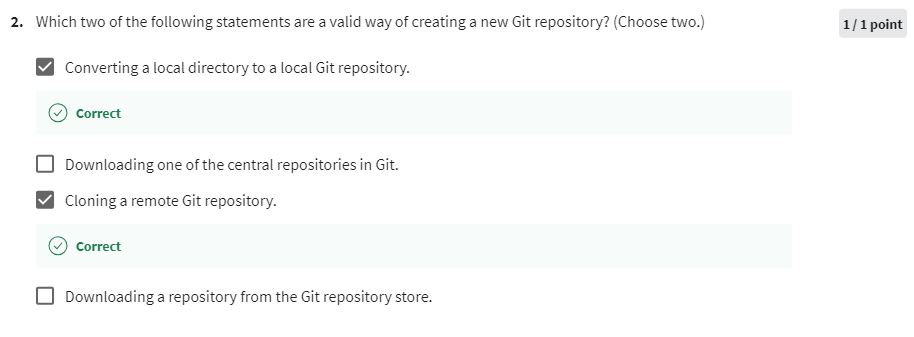 2. Which two of the following statements are a valid way of creating a new Git repository? (Choose two.)
1 / 1 point
Converting a local directory to a local Git repository.
Correct
Downloading one of the central repositories in Git.
Cloning a remote Git repository.
Correct
Downloading a repository from the Git repository store.